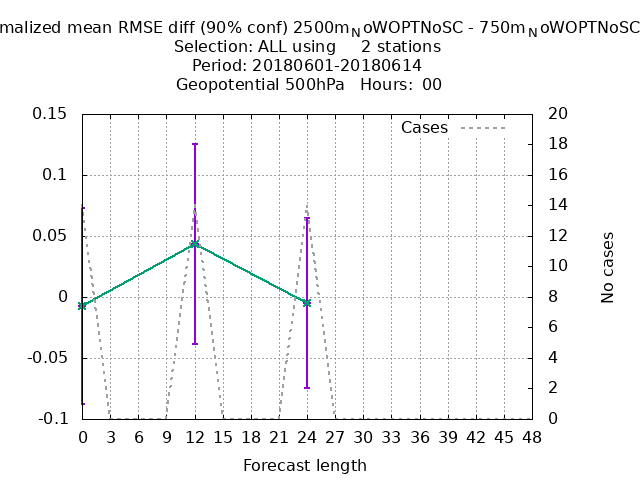 malized mean RMSE diff (90% conf) 2500mNoWOPTNoSC - 750mNoWOPTNoSC
Selection: ALL using 2 stations
Period: 20180601-20180614
Geopotential 500hPa Hours: 00
Cases
0.15
0.1
0.05
0
-0.05
-0.1
20
18
16
14
12
10
8
6
4
2
0
No cases
0 3 6 9 12 15 18 21 24 27 30 33 36 39 42 45 48
Forecast length